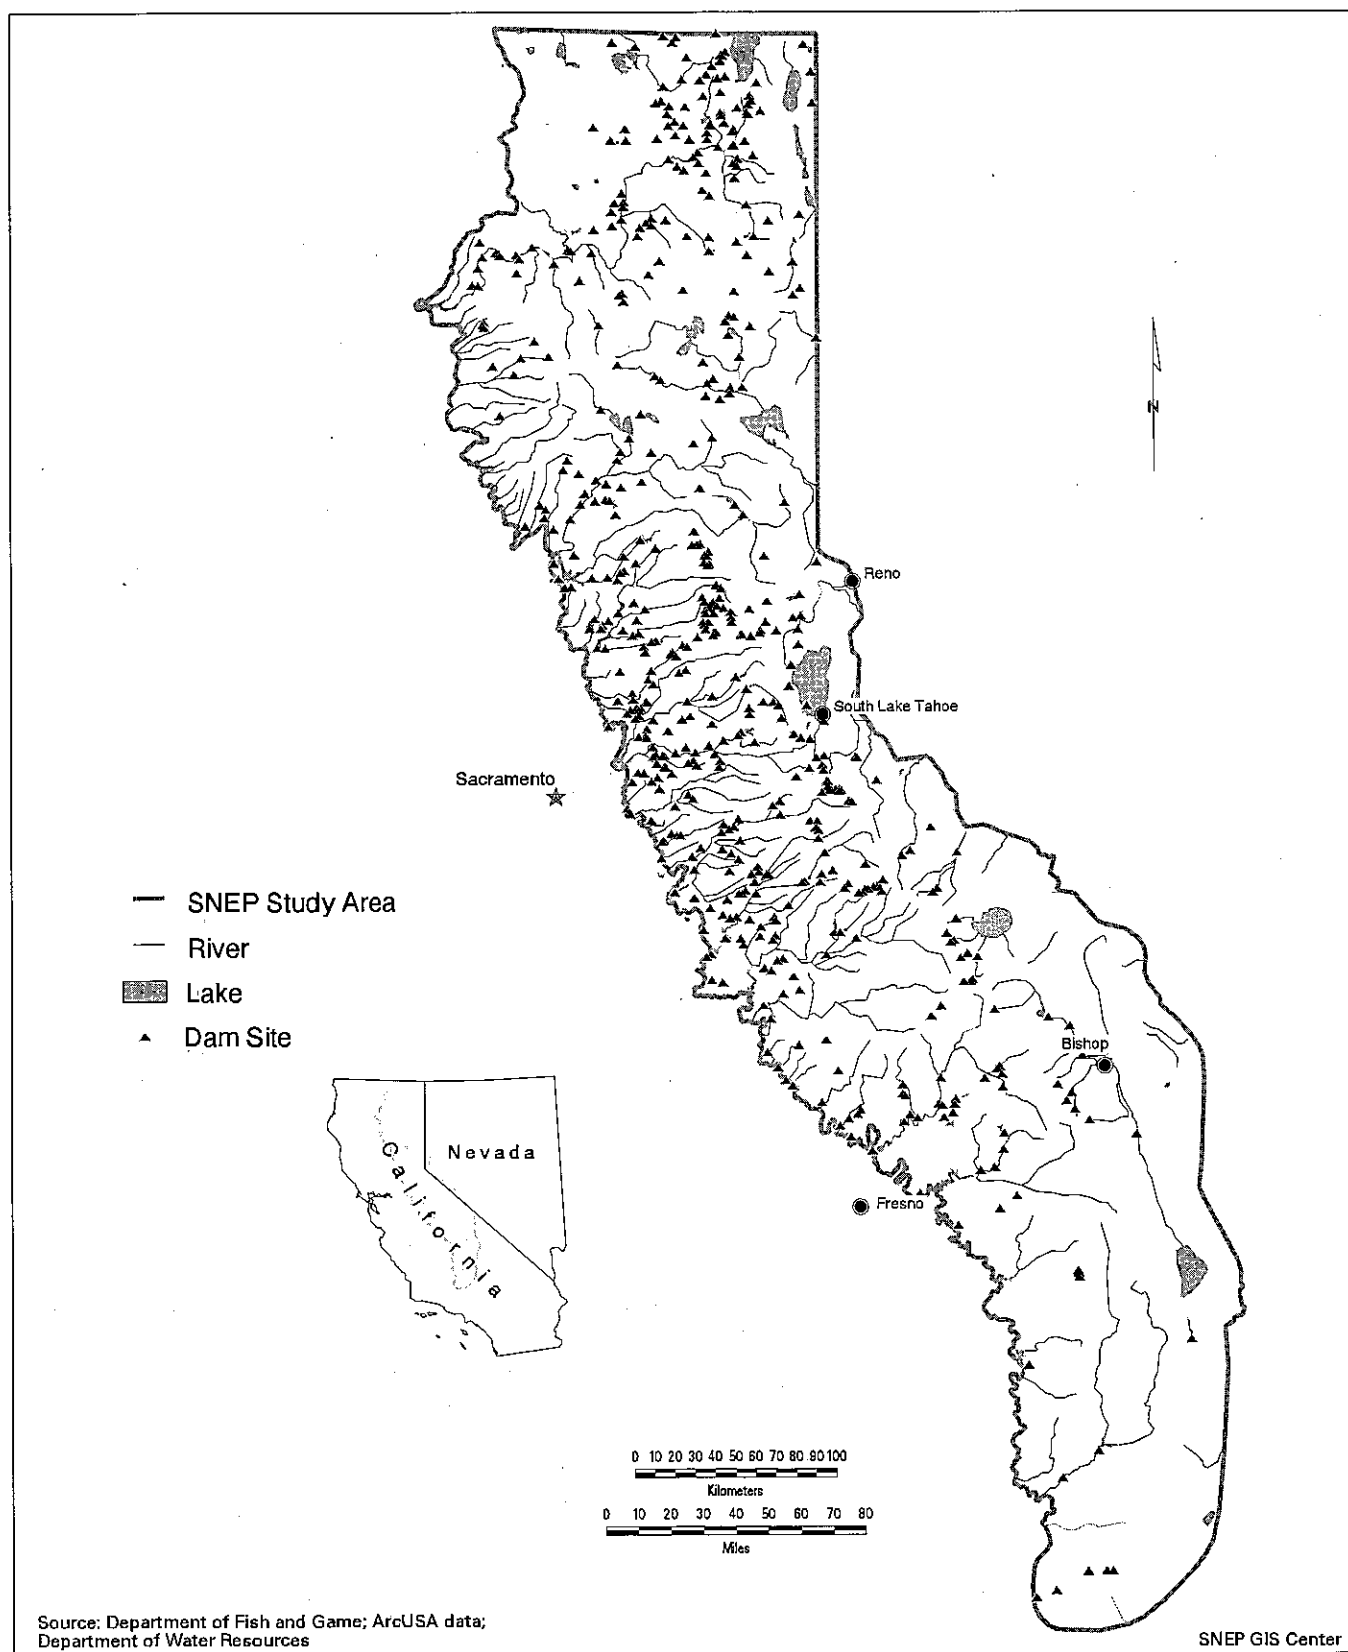 Reno
South Lake Tahoe
Sacramento
SNEP Study Area
River
Lake
Dam Site
N
Bishop
Nevada
California
Fresno
0 10 20 30 40 50 60 70 80 90 100
Kilometers
0 10 20 30 40 50 60 70 80
Miles
Source: Department of Fish and Game; ArcUSA data;
Department of Water Resources
SNEP GIS Center